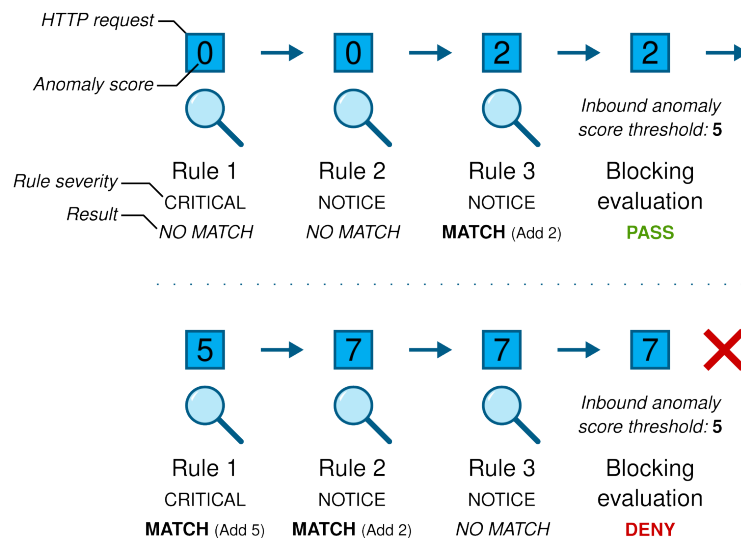 HTTP request
0
0
2
2
Anomaly score
Inbound anomaly
score threshold: 5
Rule 1
Rule 2
Rule 3
Blocking
evaluation
Rule severity
CRITICAL
NOTICE
NOTICE
Result
NO MATCH
NO MATCH
MATCH (Add 2)
PASS
5
7
7
7
Inbound anomaly
score threshold: 5
Rule 1
Rule 2
Rule 3
Blocking
evaluation
CRITICAL
NOTICE
NOTICE
MATCH (Add 5)
MATCH (Add 2)
NO MATCH
DENY